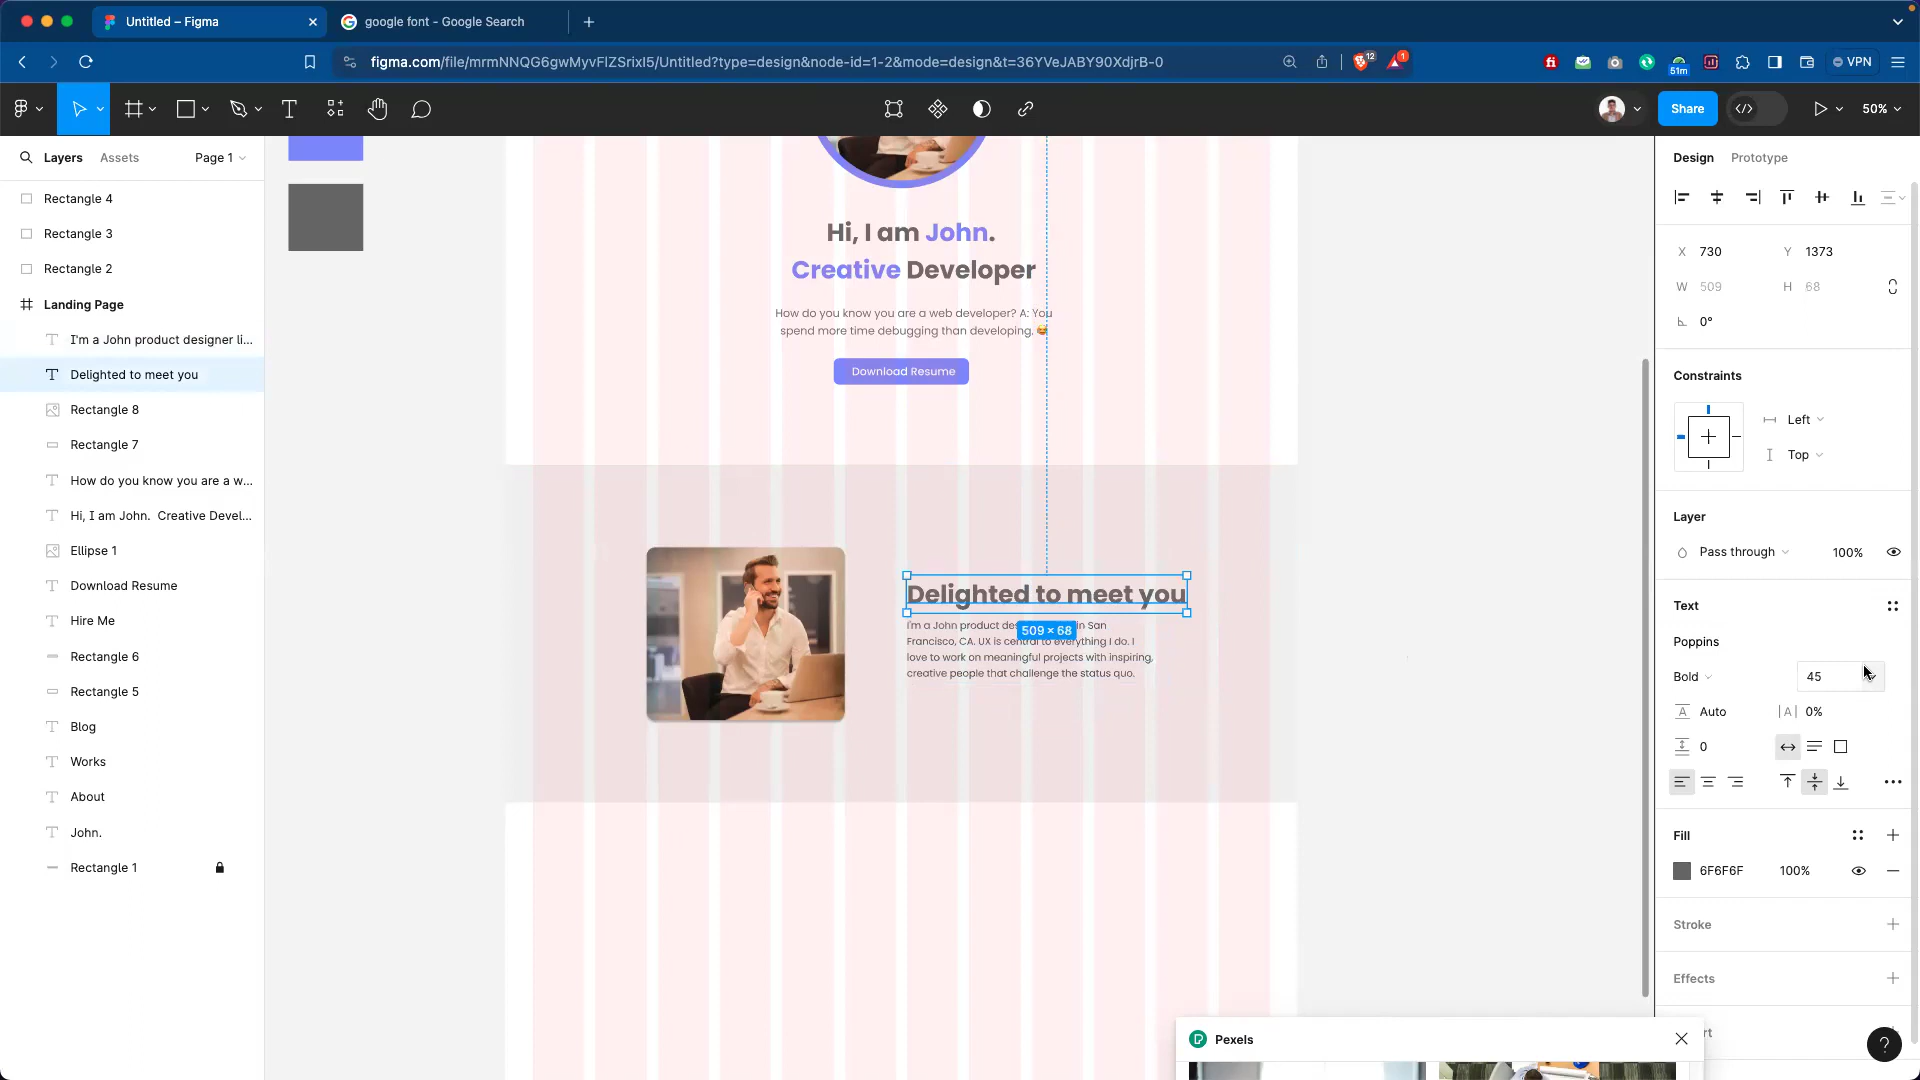 Untitled – Figma
google font - Google Search
figma.com/file/mrmNNQG6gwMyvFlZSrixI5/Untitled?type=design&node-id=1-2&mode=design&t=36YVeJABY90XdjrB-0
12
1
51m
VPN
Share
50%
Layers
Assets
Page 1
Rectangle 4
Rectangle 3
Rectangle 2
Landing Page
I'm a John product designer li...
Delighted to meet you
Rectangle 8
Rectangle 7
How do you know you are a w...
Hi, I am John.  Creative Devel...
Ellipse 1
Download Resume
Hire Me
Rectangle 6
Rectangle 5
Blog
Works
About
John.
Rectangle 1
Hi, I am John.
Creative Developer
How do you know you are a web developer? A: You
spend more time debugging than developing. 😅
Download Resume
Delighted to meet you
509 × 68
I'm a John product des in San
Francisco, CA. UX is central to everything I do. I
love to work on meaningful projects with inspiring,
creative people that challenge the status quo.
Pexels
Design
Prototype
X 730
Y 1373
W 509
H 68
0°
Constraints
Left
Top
Layer
Pass through
100%
Text
Poppins
Bold
45
Auto
|A| 0%
0
Fill
6F6F6F
100%
Stroke
Effects
rt
?